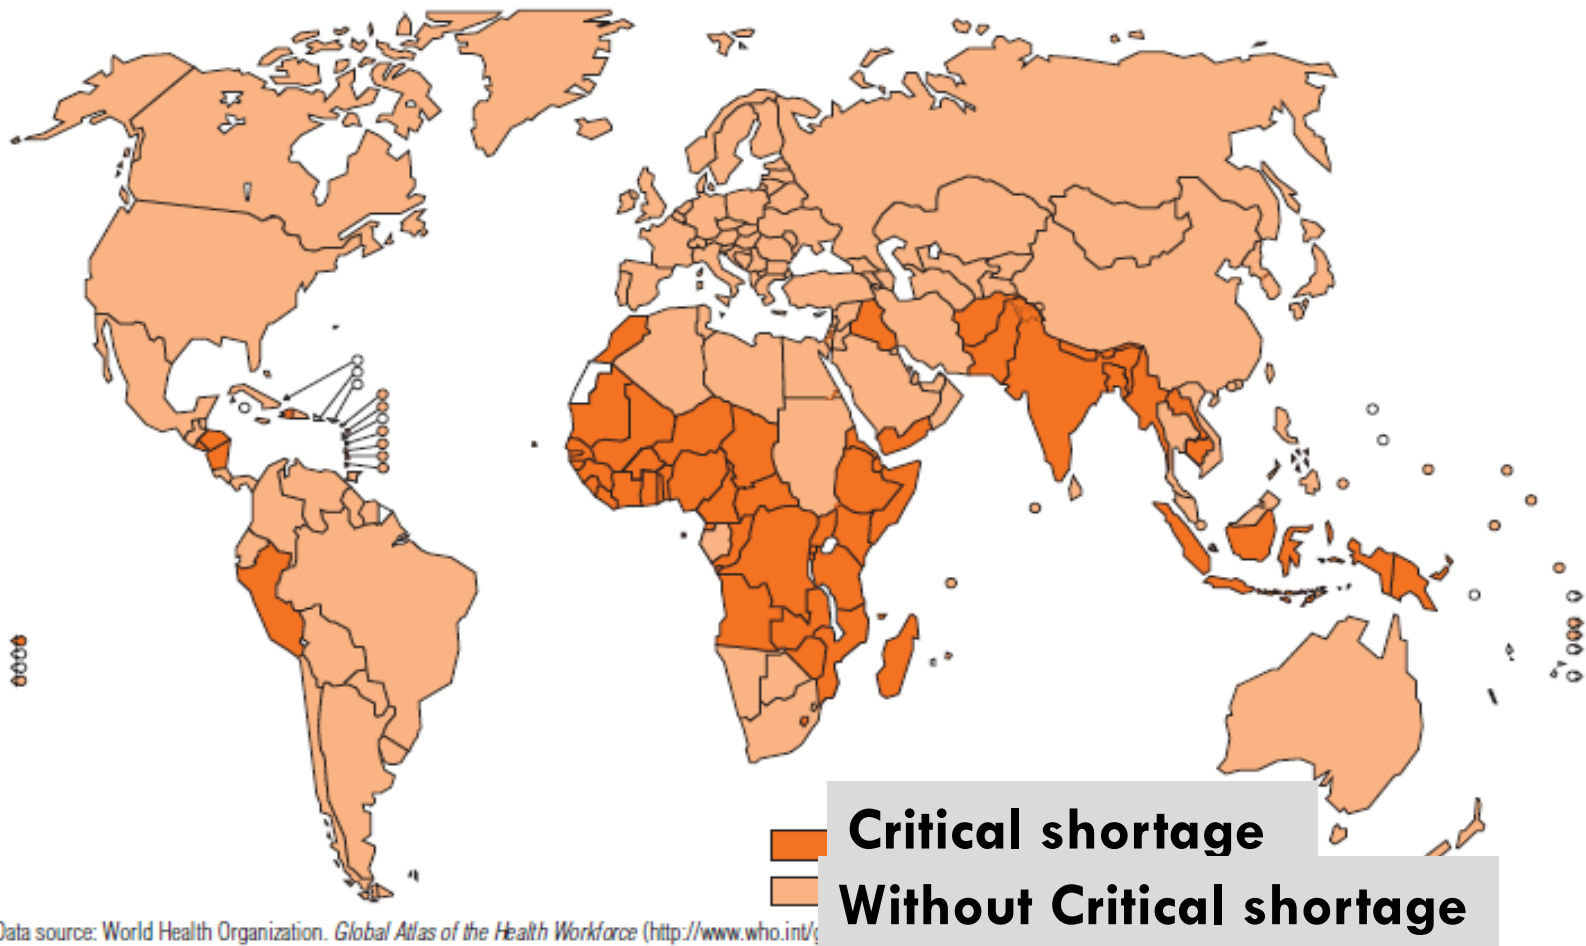 Critical shortage
Without Critical shortage
Data source: World Health Organization. Global Atlas of the Health Workforce (http://www.who.int/g